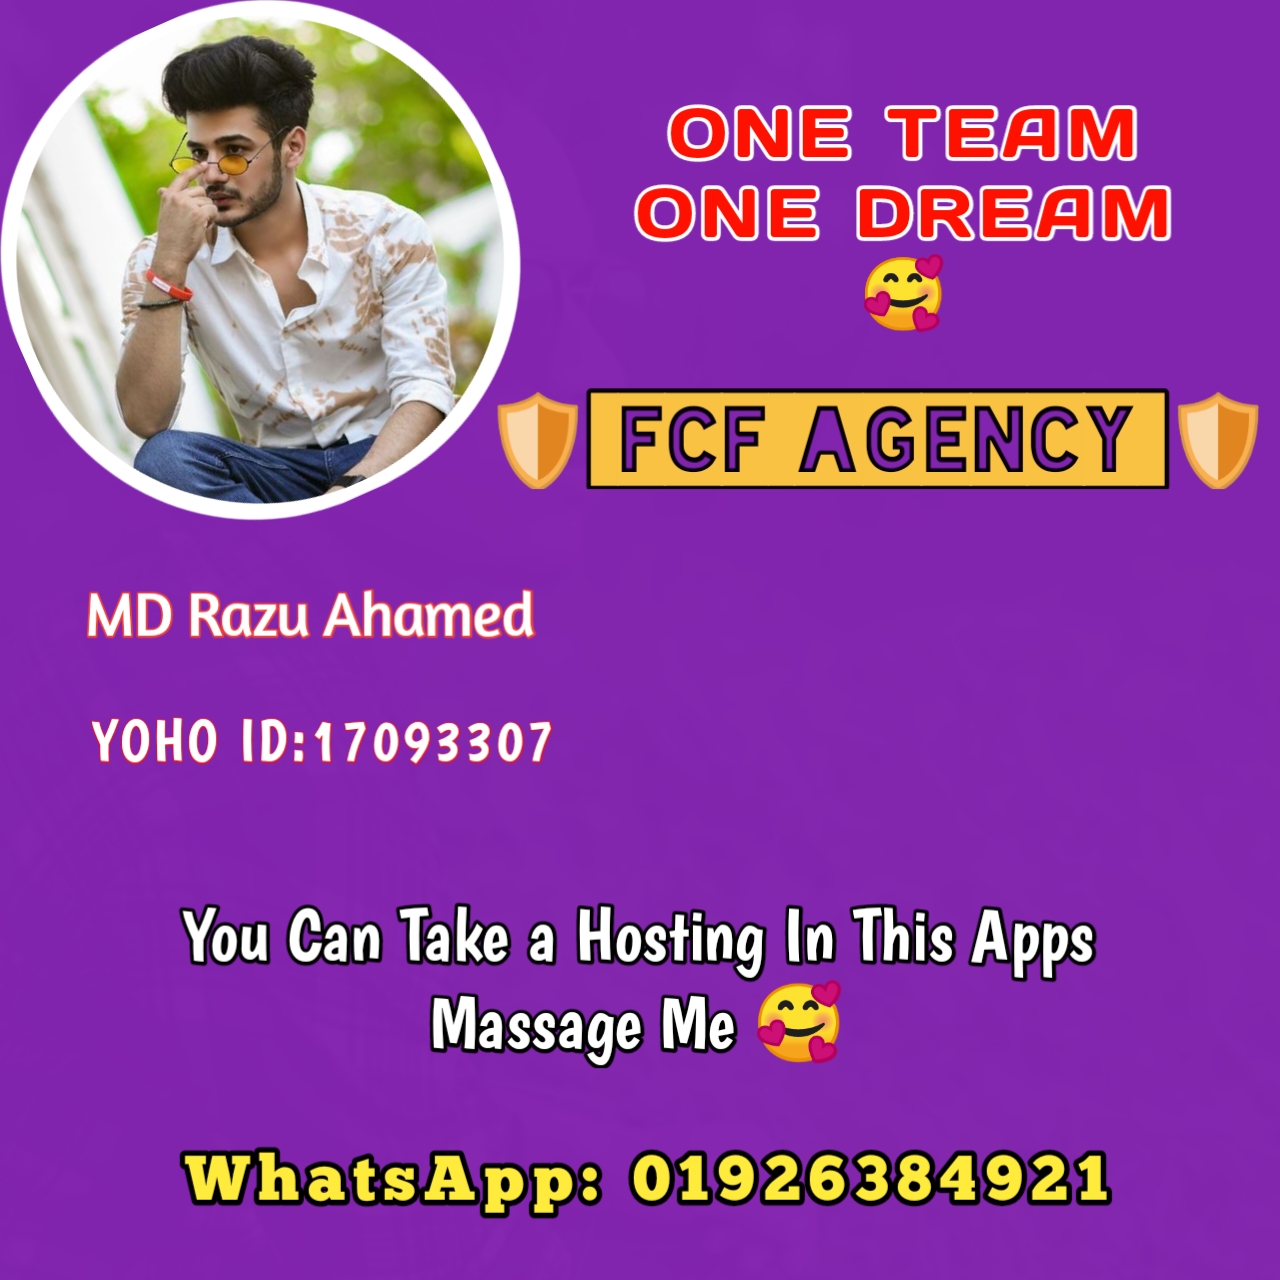 ONE TEAM
ONE DREAM
🥰
FCF AGENCY
MD Razu Ahamed
YOHO ID:17093307
You Can Take a Hosting In This Apps
Massage Me 🥰
WhatsApp: 01926384921